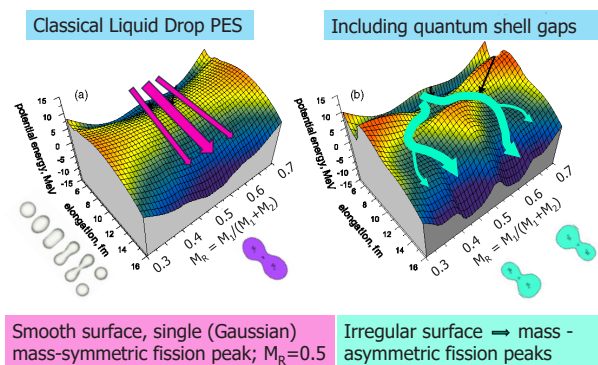 Classical Liquid Drop PES
Including quantum shell gaps
(a)
potential energy, MeV
15
10
5
0
-5
-10
-15
elongation, fm
6
8
10
12
14
16
0.3
0.4
0.5
0.6
0.7
M_R = M_1/(M_1+M_2)
(b)
potential energy, MeV
15
10
5
0
-5
-10
-15
elongation, fm
6
8
10
12
14
16
0.3
0.4
0.5
0.6
0.7
M_R = M_1/(M_1+M_2)
Smooth surface, single (Gaussian)
mass-symmetric fission peak; M_R=0.5
Irregular surface ➞ mass -
asymmetric fission peaks